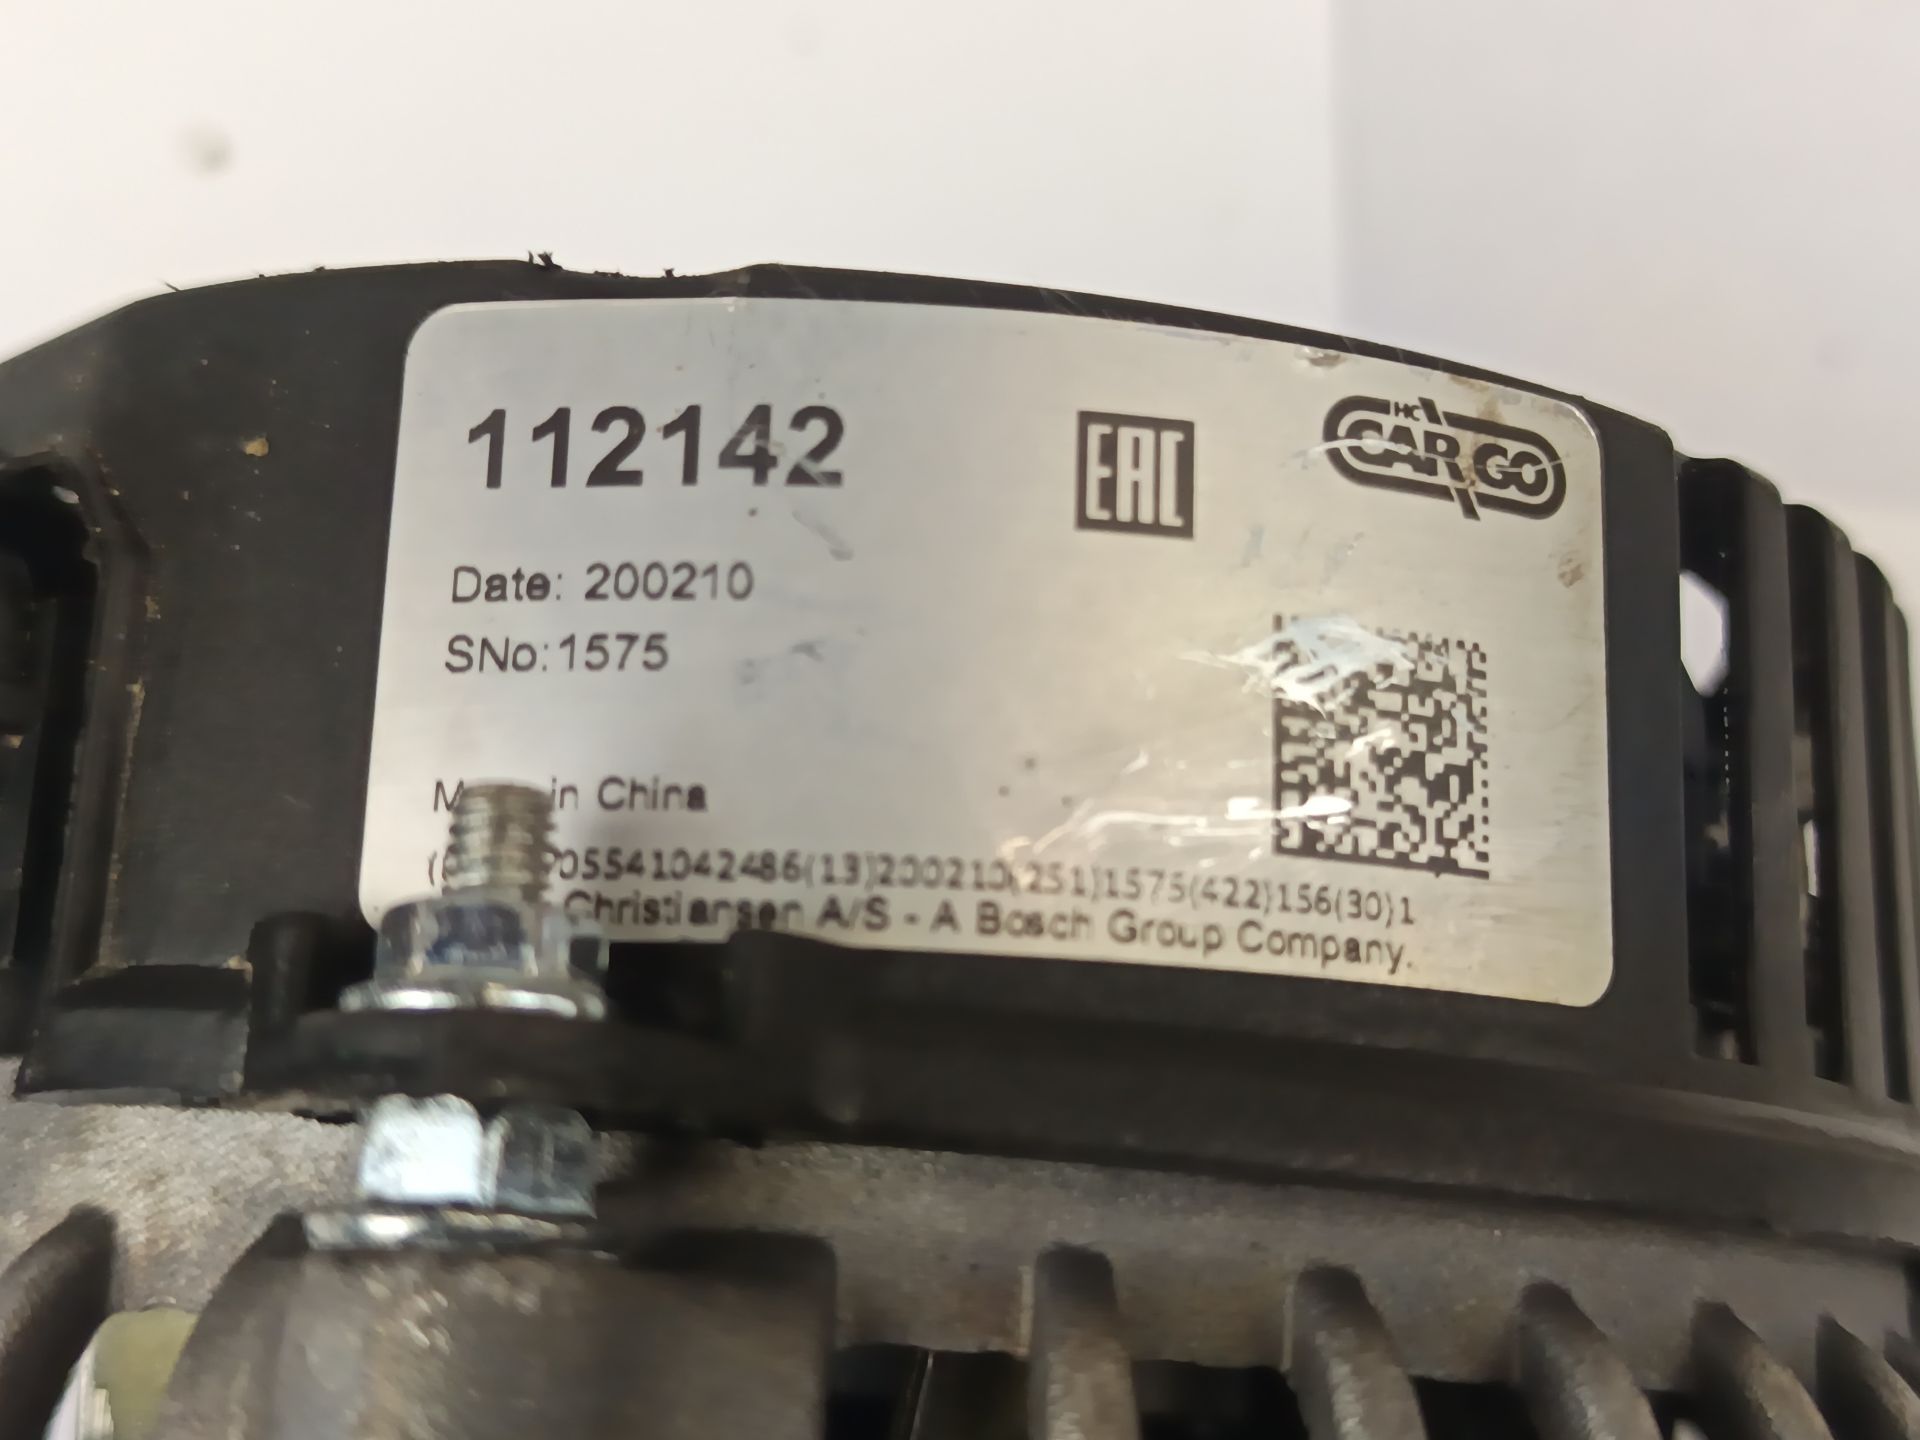 112142
EAC
HC
CARGO
Date: 200210
SNo:1575
in China
05541042486(13)200210(251)1575(422)156(30)1
Christiansen A/S - A Bosch Group Company.